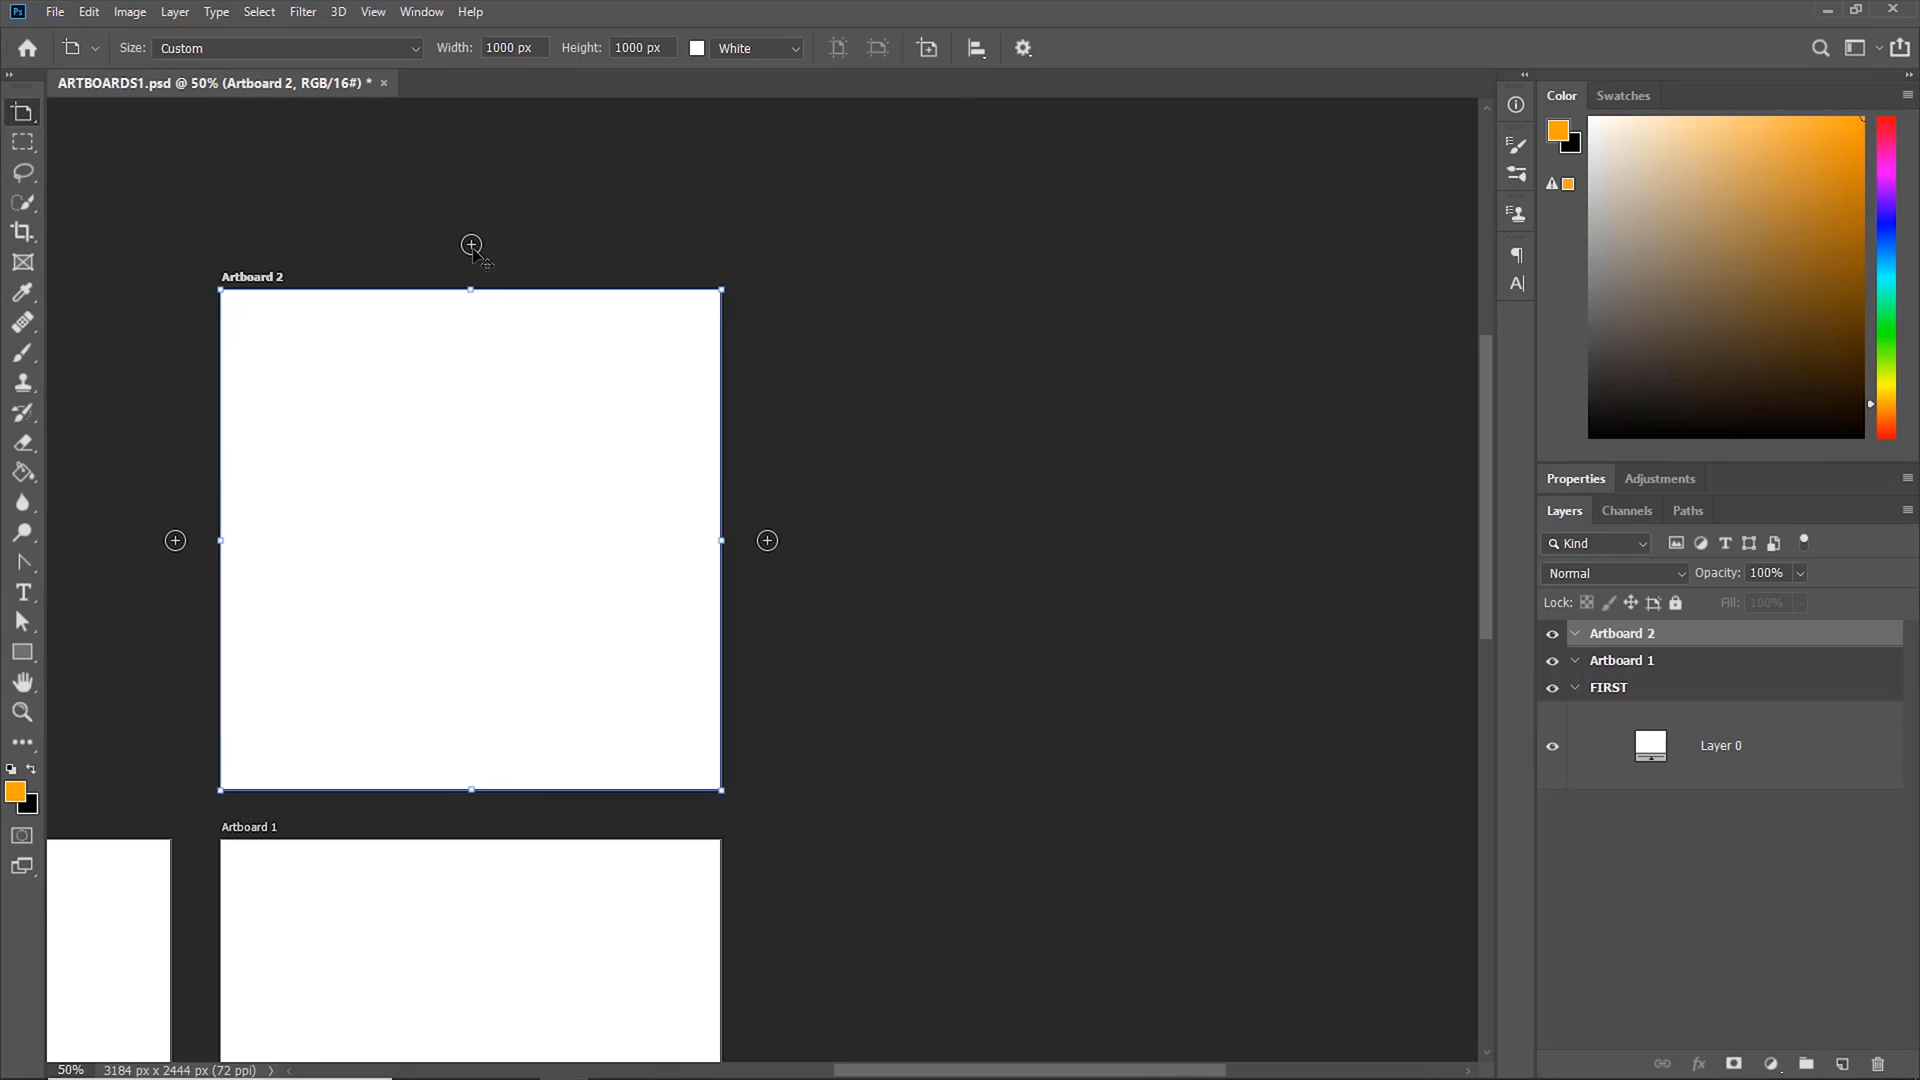 Ps File Edit Image Layer Type Select Filter 3D View Window Help
Size: Custom Width: 1000 px Height: 1000 px White
ARTBOARDS1.psd @ 50% (Artboard 2, RGB/16#) * ×
Color Swatches
Artboard 2
Artboard 1
Properties Adjustments
Layers Channels Paths
Kind
Normal Opacity: 100%
Lock: Fill: 100%
Artboard 2
Artboard 1
FIRST
Layer 0
50% 3184 px x 2444 px (72 ppi)